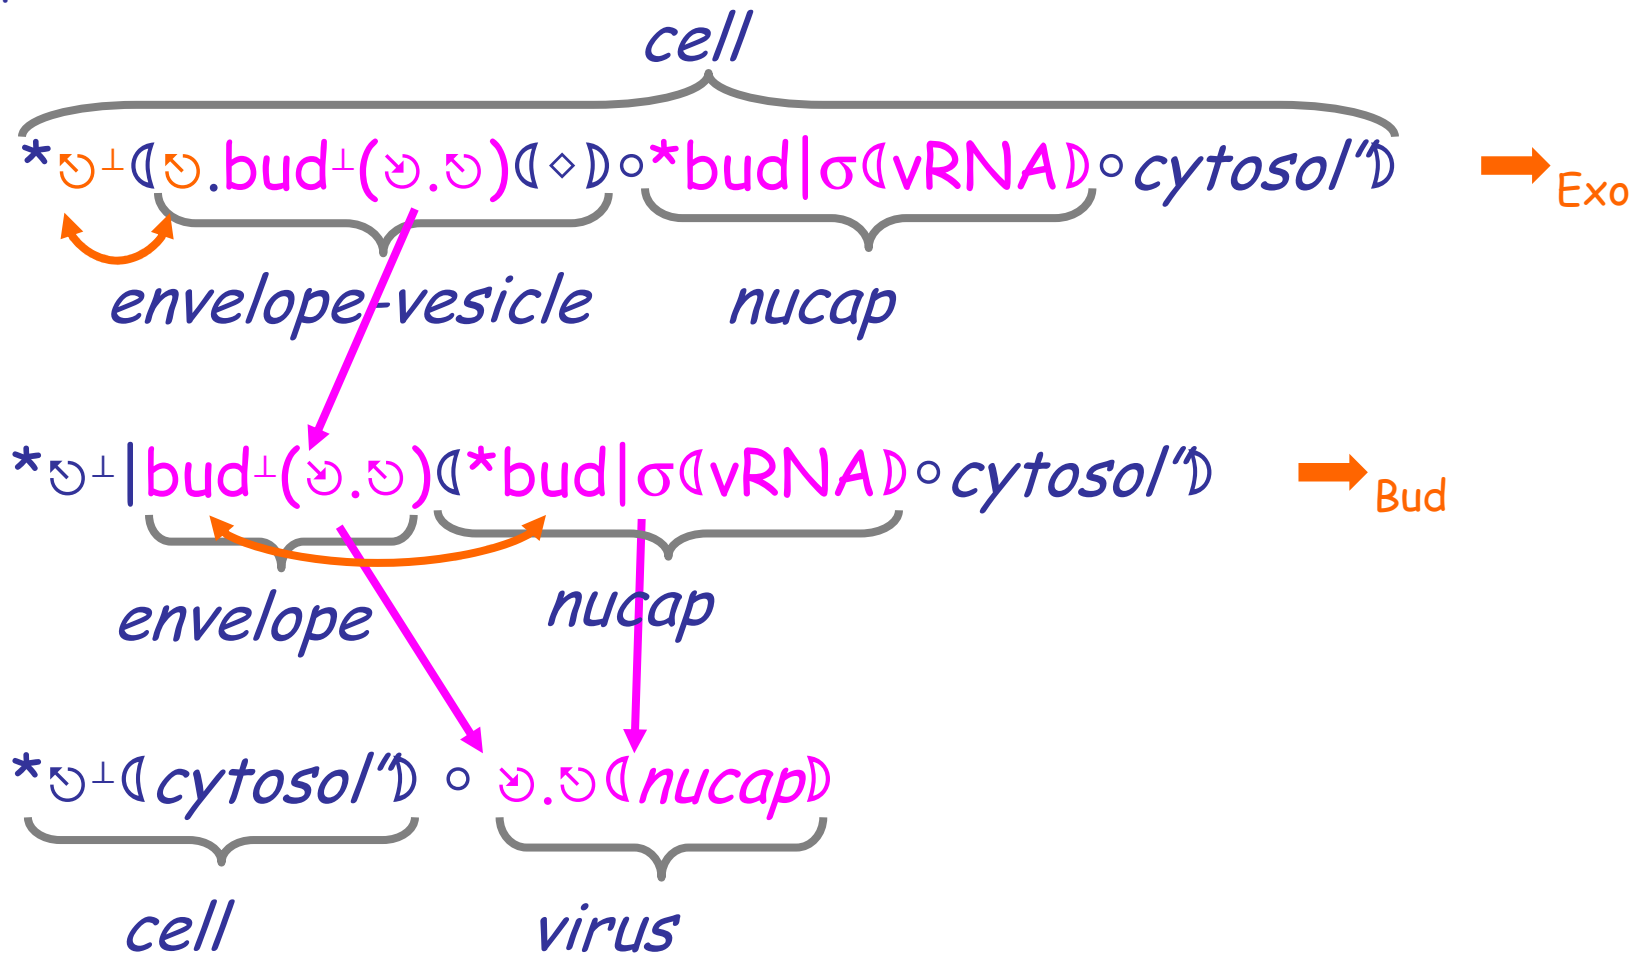 cell
*⎋⊥⦅⎋.bud⊥(⎋.⎋)⦅⋄⦆∘*bud|σ⦅vRNA⦆∘cytosol″⦆ Exo
envelope-vesicle nucap
*⎋⊥|bud⊥(⎋.⎋)⦅*bud|σ⦅vRNA⦆∘cytosol″⦆ Bud
envelope nucap
*⎋⊥⦅cytosol″⦆ ∘ ⎋.⎋⦅nucap⦆
cell virus